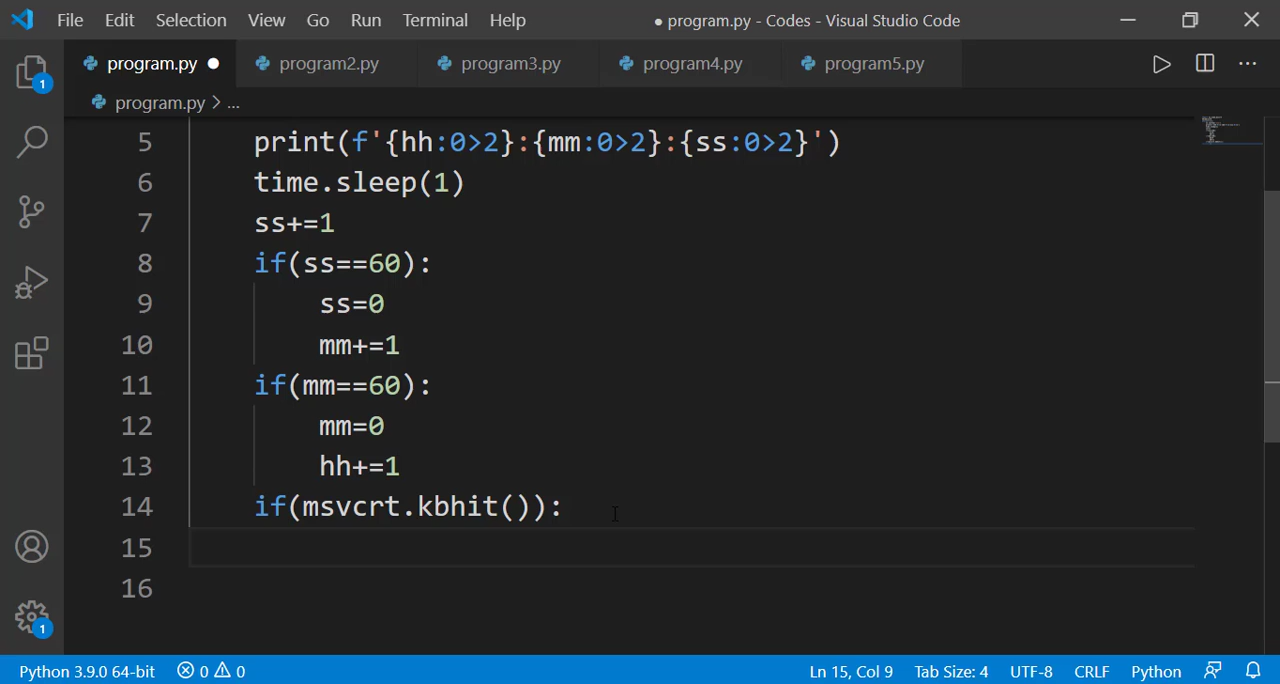 File Edit Selection View Go Run Terminal Help ● program.py - Codes - Visual Studio Code
program.py ● program2.py program3.py program4.py program5.py ···
1
program.py > ...
5 print(f'{hh:0>2}:{mm:0>2}:{ss:0>2}')
6 time.sleep(1)
7 ss+=1
8 if(ss==60):
9 ss=0
10 mm+=1
11 if(mm==60):
12 mm=0
13 hh+=1
14 if(msvcrt.kbhit()):
15
16
1
Python 3.9.0 64-bit 0 0 Ln 15, Col 9 Tab Size: 4 UTF-8 CRLF Python